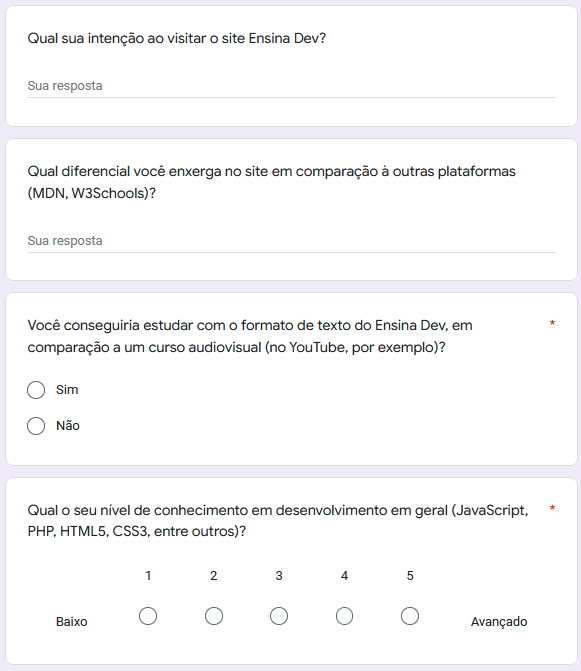 Qual sua intenção ao visitar o site Ensina Dev?
Sua resposta
Qual diferencial você enxerga no site em comparação à outras plataformas
(MDN, W3Schools)?
Sua resposta
Você conseguiria estudar com o formato de texto do Ensina Dev, em *
comparação a um curso audiovisual (no YouTube, por exemplo)?
Sim
Não
Qual o seu nível de conhecimento em desenvolvimento em geral (JavaScript, *
PHP, HTML5, CSS3, entre outros)?
1 2 3 4 5
Baixo Avançado